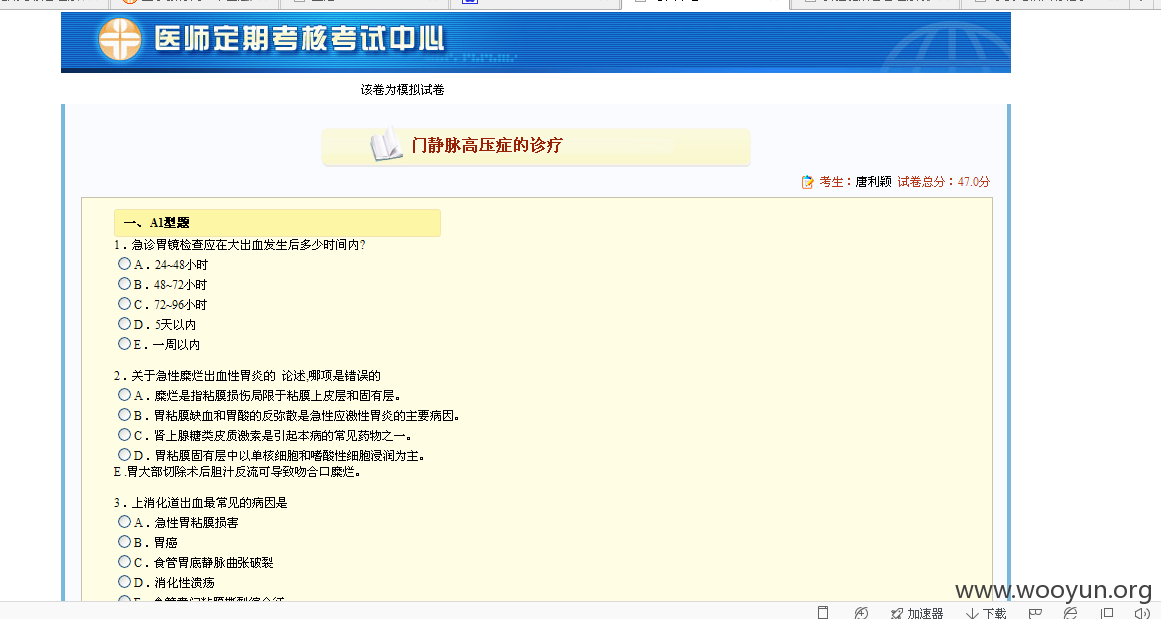 医师定期考核考试中心
该卷为模拟试卷
门静脉高压症的诊疗
考生：唐利颖 试卷总分：47.0分
一、A1型题
1．急诊胃镜检查应在大出血发生后多少时间内?
A．24~48小时
B．48~72小时
C．72~96小时
D．5天以内
E．一周以内
2．关于急性糜烂出血性胃炎的 论述,哪项是错误的
A．糜烂是指粘膜损伤局限于粘膜上皮层和固有层。
B．胃粘膜缺血和胃酸的反弥散是急性应激性胃炎的主要病因。
C．肾上腺糖类皮质激素是引起本病的常见药物之一。
D．胃粘膜固有层中以单核细胞和嗜酸性细胞浸润为主。
E .胃大部切除术后胆汁反流可导致吻合口糜烂。
3．上消化道出血最常见的病因是
A．急性胃粘膜损害
B．胃癌
C．食管胃底静脉曲张破裂
D．消化性溃疡
www.wooyun.org
加速器 下载